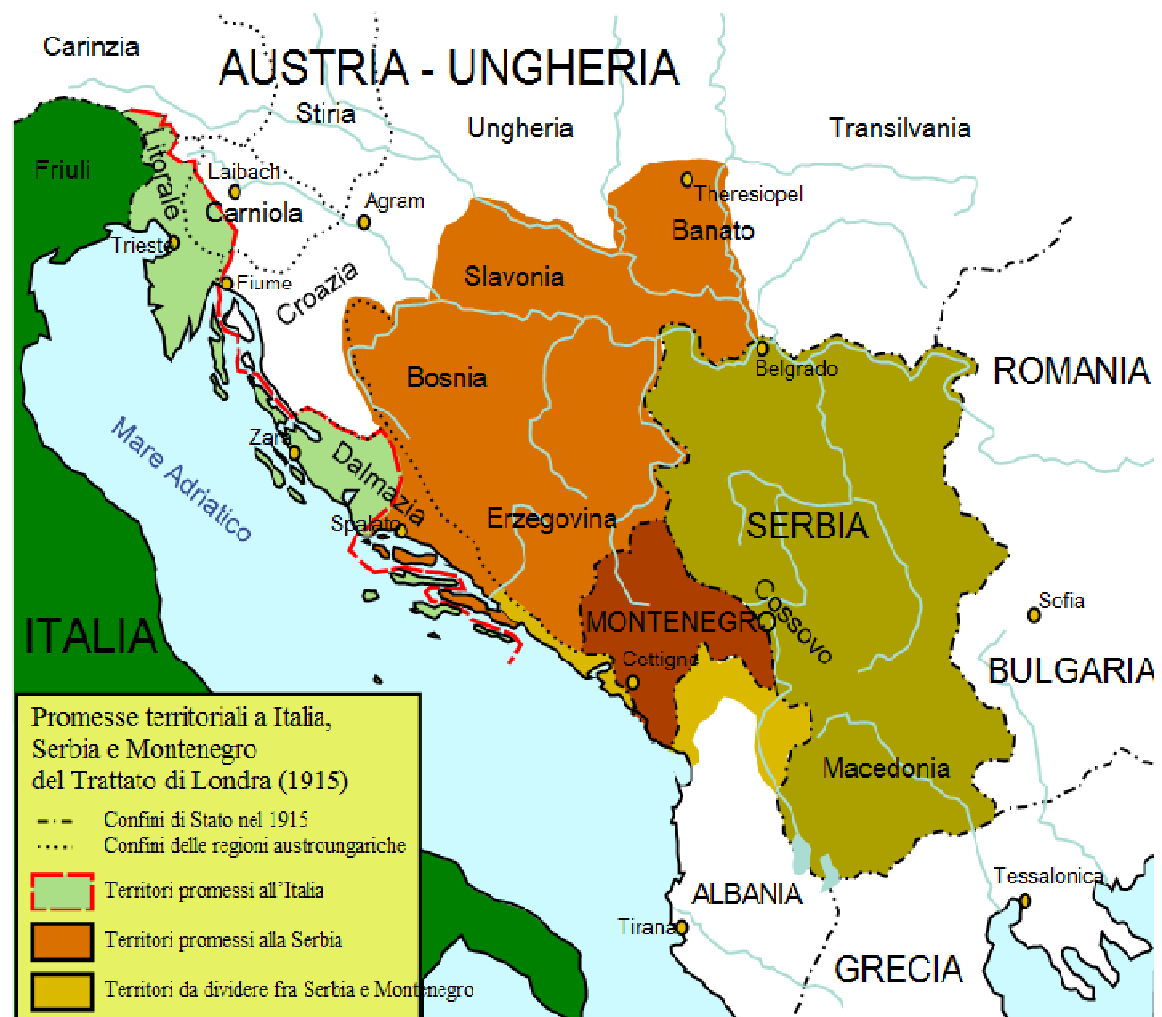 Carinzia
AUSTRIA - UNGHERIA
Stiria
Ungheria
Transilvania
Friuli
Litorale
Laibach
Carniola
Agram
Theresiopel
Banato
Trieste
Fiume
Croazia
Slavonia
Bosnia
Belgrado
ROMANIA
Mare Adriatico
Zara
Dalmazia
Spalato
Erzegovina
SERBIA
Cossovo
Sofia
ITALIA
MONTENEGRO
Cottigne
BULGARIA
Macedonia
Promesse territoriali a Italia,
Serbia e Montenegro
del Trattato di Londra (1915)
Confini di Stato nel 1915
Confini delle regioni austroungariche
Territori promessi all'Italia
Territori promessi alla Serbia
Territori da dividere fra Serbia e Montenegro
ALBANIA
Tirana
Tessalonica
GRECIA